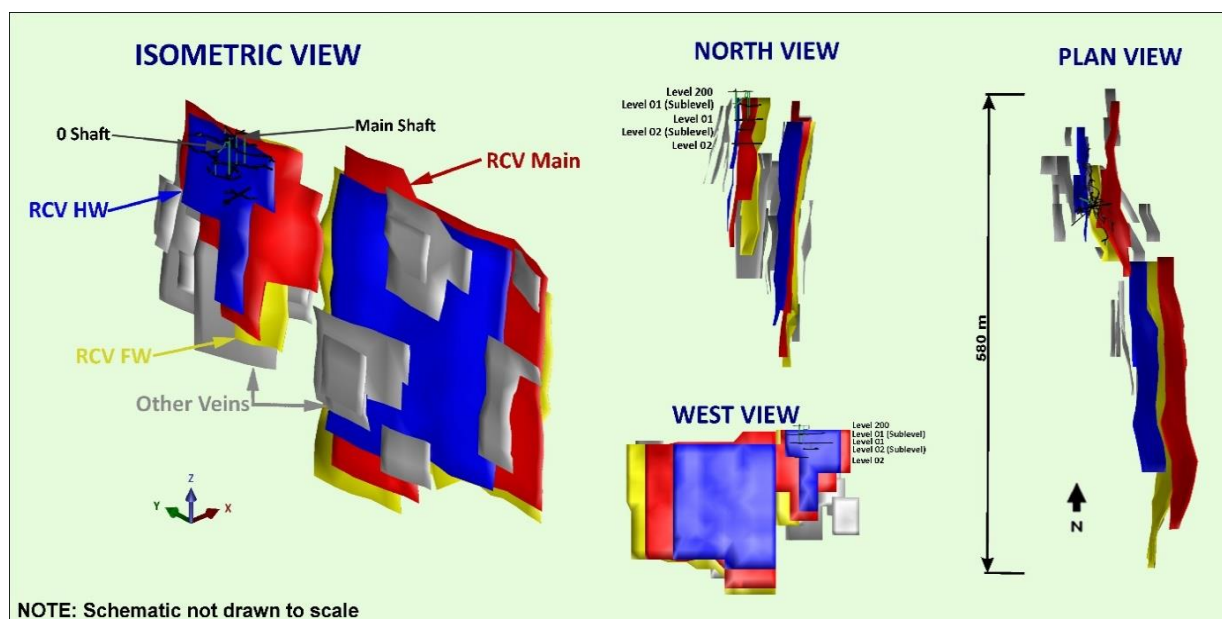 ISOMETRIC VIEW
0 Shaft
Main Shaft
RCV Main
RCV HW
RCV FW
Other Veins
Z
Y
X
NORTH VIEW
Level 200
Level 01 (Sublevel)
Level 01
Level 02 (Sublevel)
Level 02
WEST VIEW
Level 200
Level 01 (Sublevel)
Level 01
Level 02 (Sublevel)
Level 02
PLAN VIEW
580 m
N
NOTE: Schematic not drawn to scale